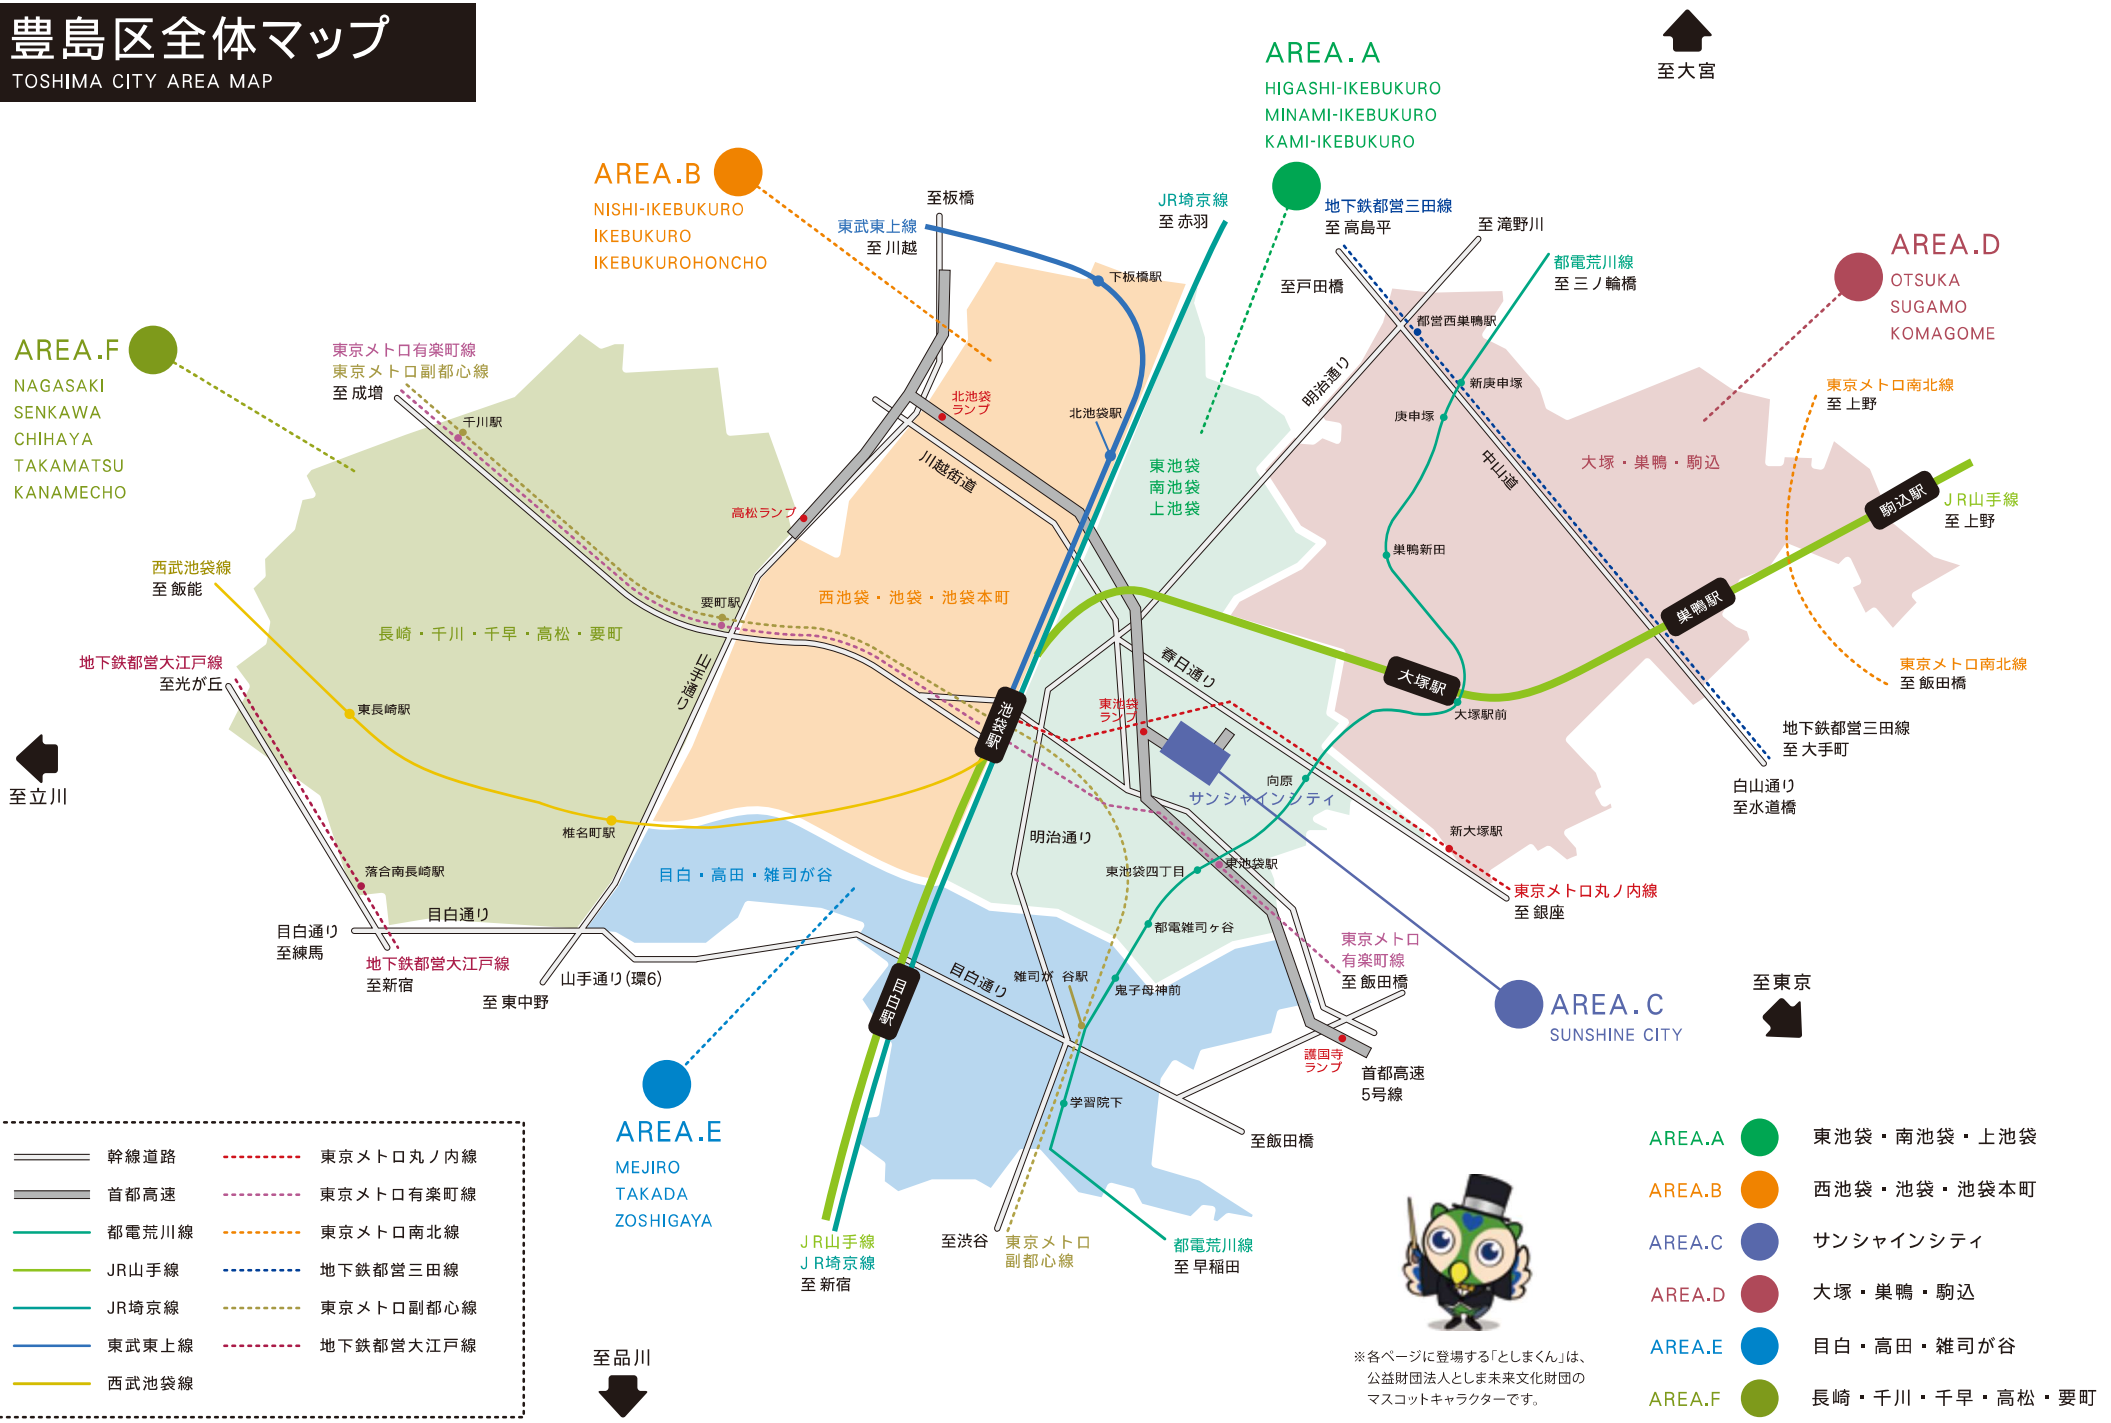 豊島区全体マップ
TOSHIMA CITY AREA MAP
至大宮
AREA.A
HIGASHI-IKEBUKURO
MINAMI-IKEBUKURO
KAMI-IKEBUKURO
AREA.B
NISHI-IKEBUKURO
IKEBUKURO
IKEBUKUROHONCHO
至板橋
東武東上線
至川越
JR埼京線
至 赤羽
地下鉄都営三田線
至 高島平
至 滝野川
都電荒川線
至 三ノ輪橋
至戸田橋
AREA.D
OTSUKA
SUGAMO
KOMAGOME
AREA.F
NAGASAKI
SENKAWA
CHIHAYA
TAKAMATSU
KANAMECHO
東京メトロ有楽町線
東京メトロ副都心線
至 成増
千川駅
下板橋駅
北池袋
ランプ
北池袋駅
川越街道
高松ランプ
東池袋
南池袋
上池袋
明治通り
都営西巣鴨駅
新庚申塚
庚申塚
中山道
巣鴨新田
大塚・巣鴨・駒込
東京メトロ南北線
至 上野
駒込駅
JR山手線
至 上野
巣鴨駅
西武池袋線
至 飯能
長崎・千川・千早・高松・要町
要町駅
西池袋・池袋・池袋本町
山手通り
地下鉄都営大江戸線
至光が丘
東長崎駅
春日通り
大塚駅
大塚駅前
東京メトロ南北線
至 飯田橋
地下鉄都営三田線
至 大手町
白山通り
至水道橋
池袋駅
東池袋
ランプ
向原
サンシャインシティ
至立川
椎名町駅
明治通り
新大塚駅
東池袋駅
東池袋四丁目
落合南長崎駅
目白・高田・雑司が谷
東京メトロ丸ノ内線
至 銀座
目白通り
目白通り
至練馬
地下鉄都営大江戸線
至新宿
都電雑司ヶ谷
東京メトロ
有楽町線
至 飯田橋
山手通り(環6)
至 東中野
目白駅
目白通り
雑司が 谷駅
鬼子母神前
AREA.C
SUNSHINE CITY
至東京
護国寺
ランプ
首都高速
5号線
学習院下
至飯田橋
AREA.E
MEJIRO
TAKADA
ZOSHIGAYA
JR山手線
JR埼京線
至 新宿
至渋谷
東京メトロ
副都心線
都電荒川線
至 早稲田
至品川
幹線道路
首都高速
都電荒川線
JR山手線
JR埼京線
東武東上線
西武池袋線
東京メトロ丸ノ内線
東京メトロ有楽町線
東京メトロ南北線
地下鉄都営三田線
東京メトロ副都心線
地下鉄都営大江戸線
※各ページに登場する「としまくん」は、
公益財団法人としま未来文化財団の
マスコットキャラクターです。
AREA.A 東池袋・南池袋・上池袋
AREA.B 西池袋・池袋・池袋本町
AREA.C サンシャインシティ
AREA.D 大塚・巣鴨・駒込
AREA.E 目白・高田・雑司が谷
AREA.F 長崎・千川・千早・高松・要町